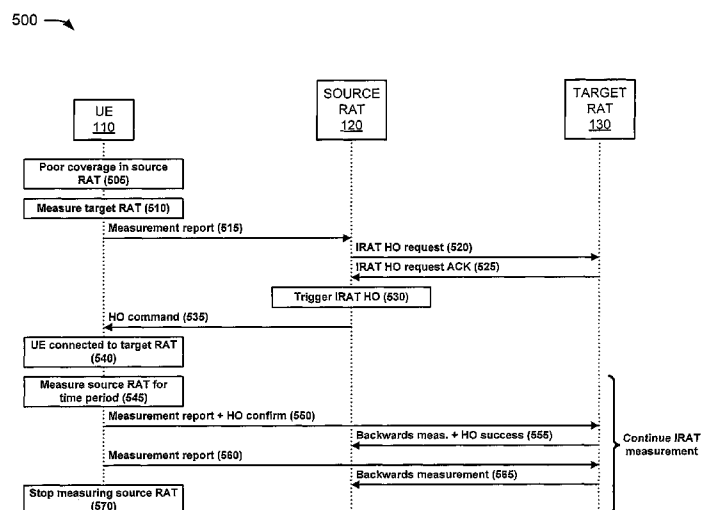 500
UE
110
SOURCE
RAT
120
TARGET
RAT
130
Poor coverage in source
RAT (505)
Measure target RAT (510)
Measurement report (515)
IRAT HO request (520)
IRAT HO request ACK (525)
Trigger IRAT HO (530)
HO command (535)
UE connected to target RAT
(540)
Measure source RAT for
time period (545)
Measurement report + HO confirm (550)
Backwards meas. + HO success (555)
Continue IRAT
measurement
Measurement report (560)
Backwards measurement (565)
Stop measuring source RAT
(570)